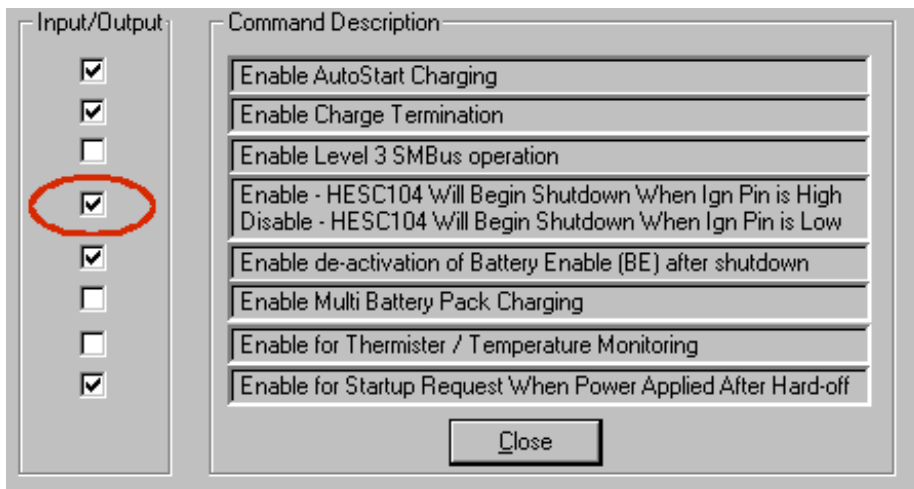 Input/Output
Command Description
Enable AutoStart Charging
Enable Charge Termination
Enable Level 3 SMBus operation
Enable - HESC104 Will Begin Shutdown When Ign Pin is High
Disable - HESC104 Will Begin Shutdown When Ign Pin is Low
Enable de-activation of Battery Enable (BE) after shutdown
Enable Multi Battery Pack Charging
Enable for Thermister / Temperature Monitoring
Enable for Startup Request When Power Applied After Hard-off
Close